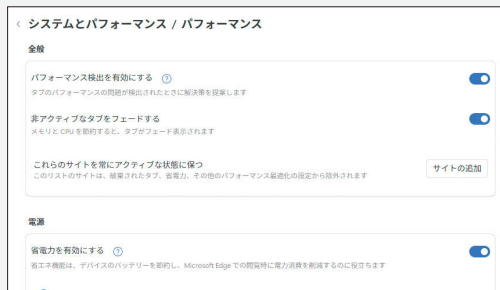 システムとパフォーマンス / パフォーマンス
全般
パフォーマンス検出を有効にする
タブのパフォーマンスの問題が検出されたときに解決策を提案します
非アクティブなタブをフェードする
メモリと CPU を節約すると、タブがフェード表示されます
これらのサイトを常にアクティブな状態に保つ
このリストのサイトは、破棄されたタブ、省電力、その他のパフォーマンス最適化の設定から除外されます
サイトの追加
電源
省電力を有効にする
省エネ機能は、デバイスのバッテリーを節約し、Microsoft Edge での閲覧時に電力消費を削減するのに役立ちます